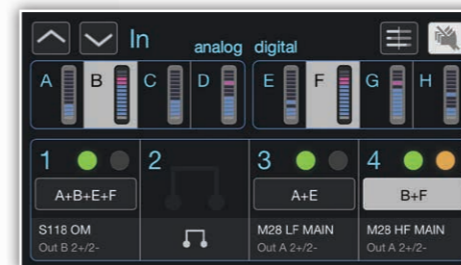 In analog digital
A B C D E F G H
1 2 3 4
A+B+E+F A+E B+F
S118 OM M28 LF MAIN M28 HF MAIN
Out B 2+/2- Out A 2+/2- Out A 2+/2-